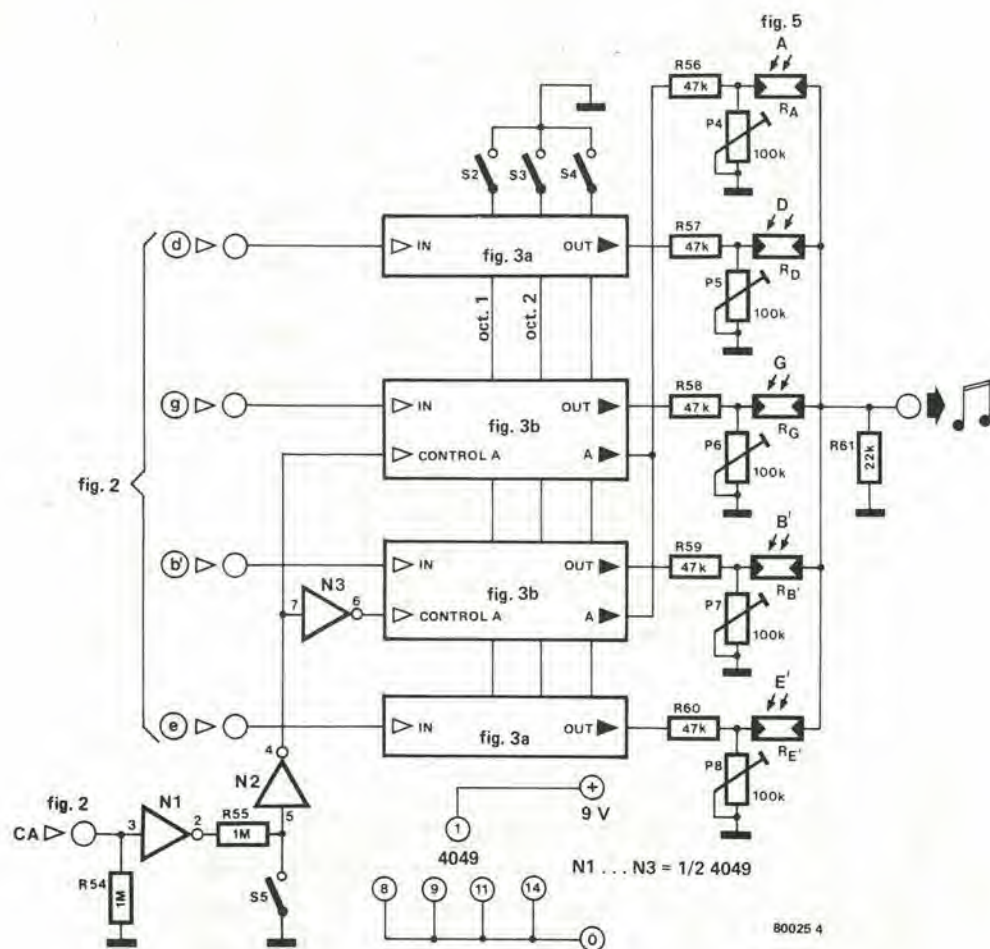 fig. 5
A
R56
47k
RA
P4
100k
S2
S3
S4
d
IN
fig. 3a
OUT
R57
47k
D
RD
P5
100k
oct. 1
oct. 2
g
IN
fig. 3b
OUT
CONTROL A
A
R58
47k
G
RG
P6
100k
R61
22k
fig. 2
b'
IN
fig. 3b
OUT
N3
7
6
CONTROL A
A
R59
47k
B'
RB'
P7
100k
e
IN
fig. 3a
OUT
R60
47k
E'
RE'
P8
100k
4
N2
5
fig. 2
CA
3
N1
2
R55
1M
R54
1M
S5
+
9 V
1
4049
8
9
11
14
0
N1 . . . N3 = 1/2 4049
80025 4